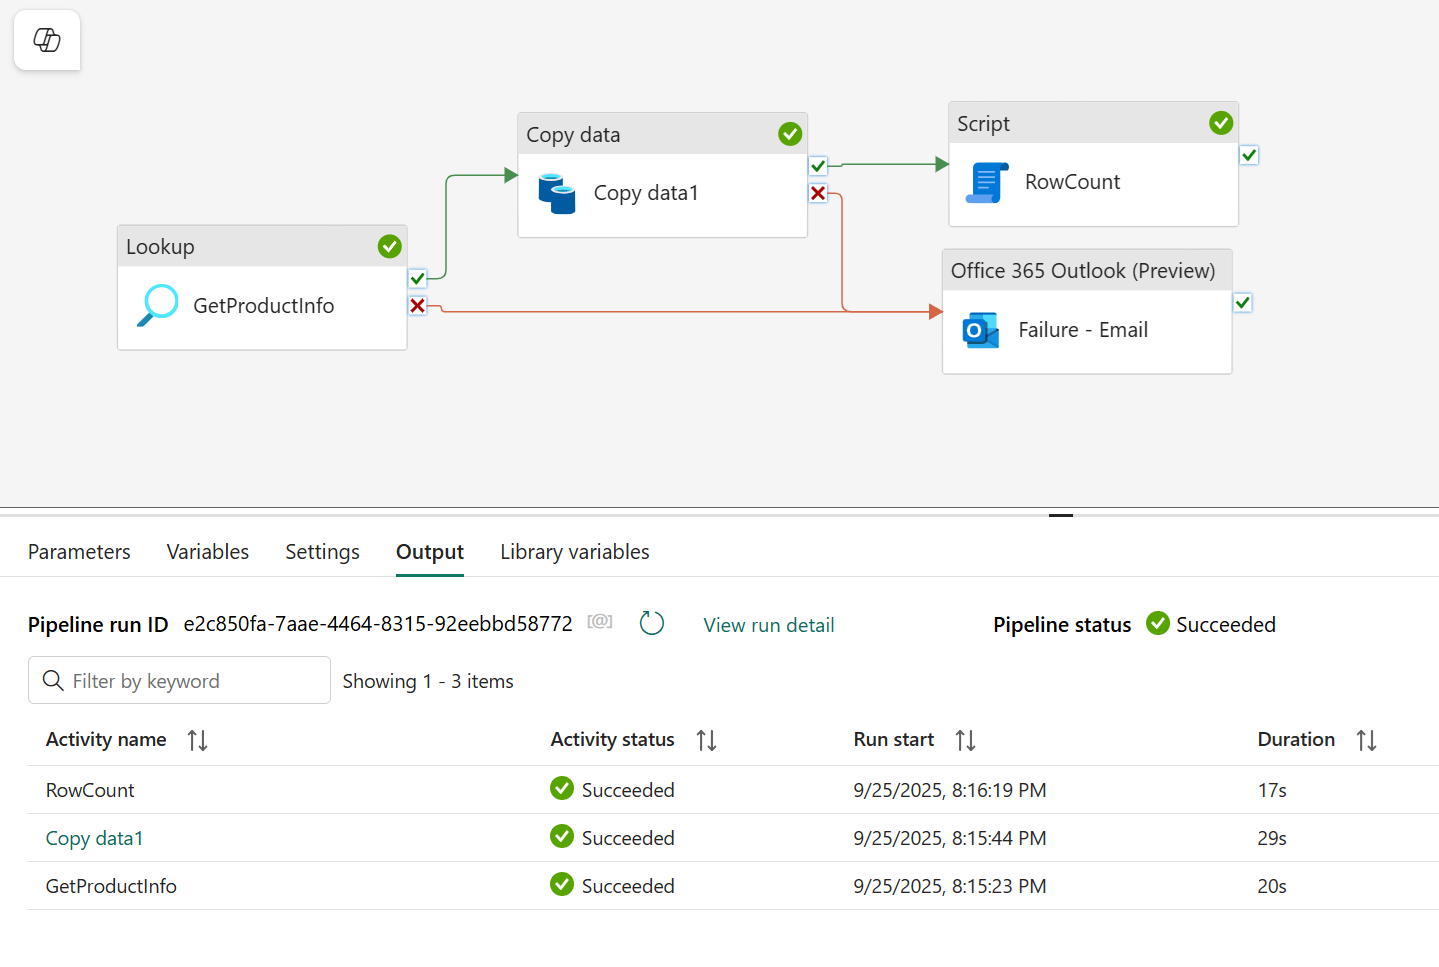 Copy data
Copy data1
Script
RowCount
Lookup
GetProductInfo
Office 365 Outlook (Preview)
Failure - Email
Parameters Variables Settings Output Library variables
Pipeline run ID e2c850fa-7aae-4464-8315-92eebbd58772 [@] View run detail Pipeline status Succeeded
Filter by keyword Showing 1 - 3 items
Activity name Activity status Run start Duration
RowCount Succeeded 9/25/2025, 8:16:19 PM 17s
Copy data1 Succeeded 9/25/2025, 8:15:44 PM 29s
GetProductInfo Succeeded 9/25/2025, 8:15:23 PM 20s